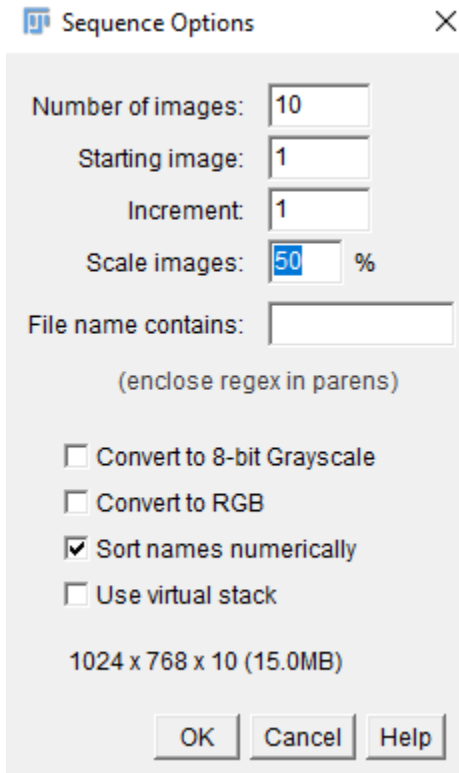 Sequence Options
Number of images: 10
Starting image: 1
Increment: 1
Scale images: 50 %
File name contains:
(enclose regex in parens)
Convert to 8-bit Grayscale
Convert to RGB
Sort names numerically
Use virtual stack
1024 x 768 x 10 (15.0MB)
OK Cancel Help